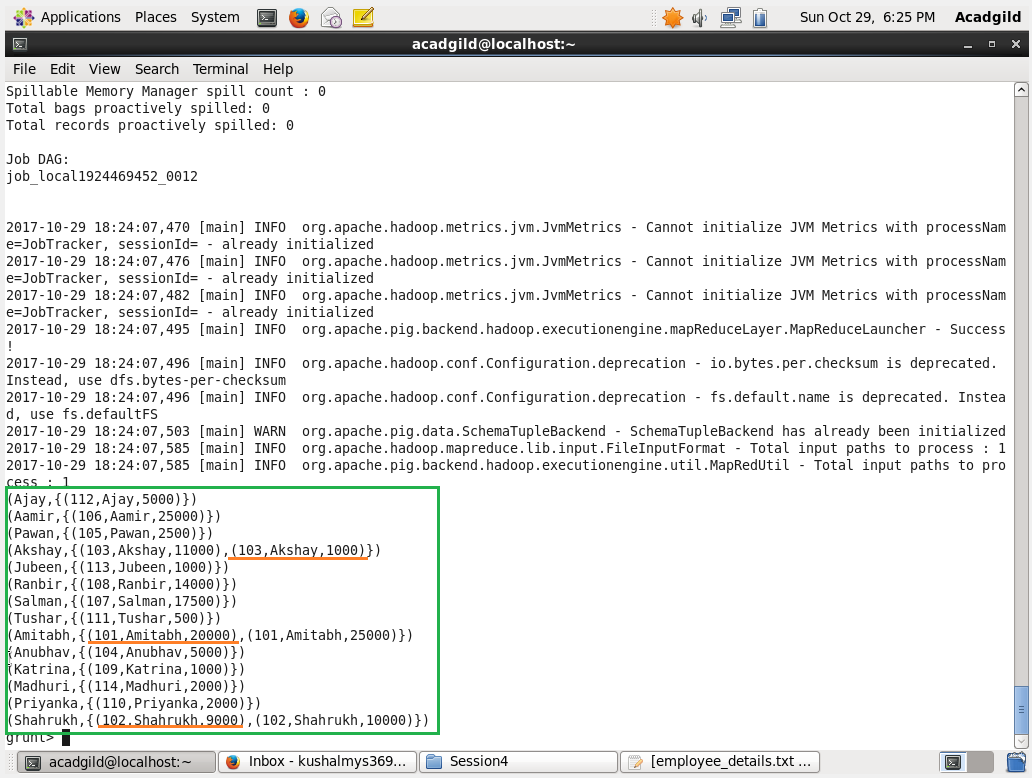 Applications Places System Sun Oct 29, 6:25 PM Acadgild
acadgild@localhost:~
File Edit View Search Terminal Help
Spillable Memory Manager spill count : 0
Total bags proactively spilled: 0
Total records proactively spilled: 0
Job DAG:
job_local1924469452_0012
2017-10-29 18:24:07,470 [main] INFO  org.apache.hadoop.metrics.jvm.JvmMetrics - Cannot initialize JVM Metrics with processNam
e=JobTracker, sessionId= - already initialized
2017-10-29 18:24:07,476 [main] INFO  org.apache.hadoop.metrics.jvm.JvmMetrics - Cannot initialize JVM Metrics with processNam
e=JobTracker, sessionId= - already initialized
2017-10-29 18:24:07,482 [main] INFO  org.apache.hadoop.metrics.jvm.JvmMetrics - Cannot initialize JVM Metrics with processNam
e=JobTracker, sessionId= - already initialized
2017-10-29 18:24:07,495 [main] INFO  org.apache.pig.backend.hadoop.executionengine.mapReduceLayer.MapReduceLauncher - Success
!
2017-10-29 18:24:07,496 [main] INFO  org.apache.hadoop.conf.Configuration.deprecation - io.bytes.per.checksum is deprecated.
Instead, use dfs.bytes-per-checksum
2017-10-29 18:24:07,496 [main] INFO  org.apache.hadoop.conf.Configuration.deprecation - fs.default.name is deprecated. Instea
d, use fs.defaultFS
2017-10-29 18:24:07,503 [main] WARN  org.apache.pig.data.SchemaTupleBackend - SchemaTupleBackend has already been initialized
2017-10-29 18:24:07,585 [main] INFO  org.apache.hadoop.mapreduce.lib.input.FileInputFormat - Total input paths to process : 1
2017-10-29 18:24:07,585 [main] INFO  org.apache.pig.backend.hadoop.executionengine.util.MapRedUtil - Total input paths to pro
cess : 1
(Ajay,{(112,Ajay,5000)})
(Aamir,{(106,Aamir,25000)})
(Pawan,{(105,Pawan,2500)})
(Akshay,{(103,Akshay,11000),(103,Akshay,1000)})
(Jubeen,{(113,Jubeen,1000)})
(Ranbir,{(108,Ranbir,14000)})
(Salman,{(107,Salman,17500)})
(Tushar,{(111,Tushar,500)})
(Amitabh,{(101,Amitabh,20000),(101,Amitabh,25000)})
(Anubhav,{(104,Anubhav,5000)})
(Katrina,{(109,Katrina,1000)})
(Madhuri,{(114,Madhuri,2000)})
(Priyanka,{(110,Priyanka,2000)})
(Shahrukh,{(102,Shahrukh,9000),(102,Shahrukh,10000)})
grunt>
acadgild@localhost:~ Inbox - kushalmys369... Session4 [employee_details.txt ...